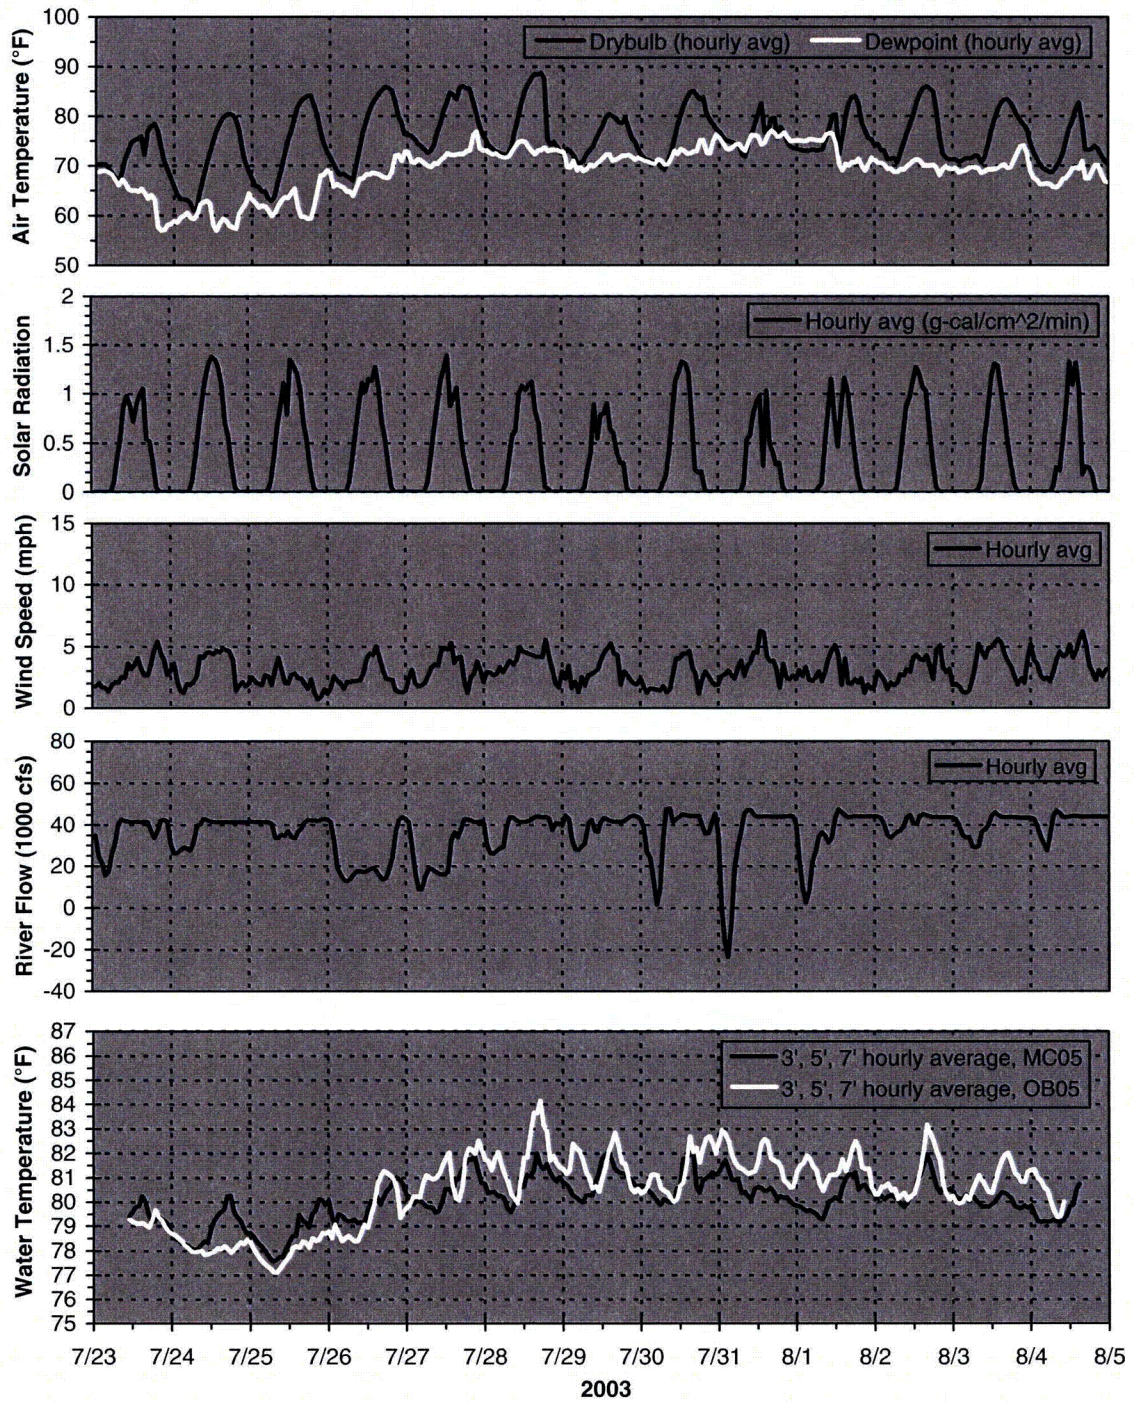 Air Temperature (°F)
100
90
80
70
60
50
Drybulb (hourly avg)
Dewpoint (hourly avg)
Solar Radiation
2
1.5
1
0.5
0
Hourly avg (g-cal/cm^2/min)
Wind Speed (mph)
15
10
5
0
Hourly avg
River Flow (1000 cfs)
80
60
40
20
0
-20
-40
Hourly avg
Water Temperature (°F)
87
86
85
84
83
82
81
80
79
78
77
76
75
3', 5', 7' hourly average, MC05
3', 5', 7' hourly average, OB05
7/23 7/24 7/25 7/26 7/27 7/28 7/29 7/30 7/31 8/1 8/2 8/3 8/4 8/5
2003